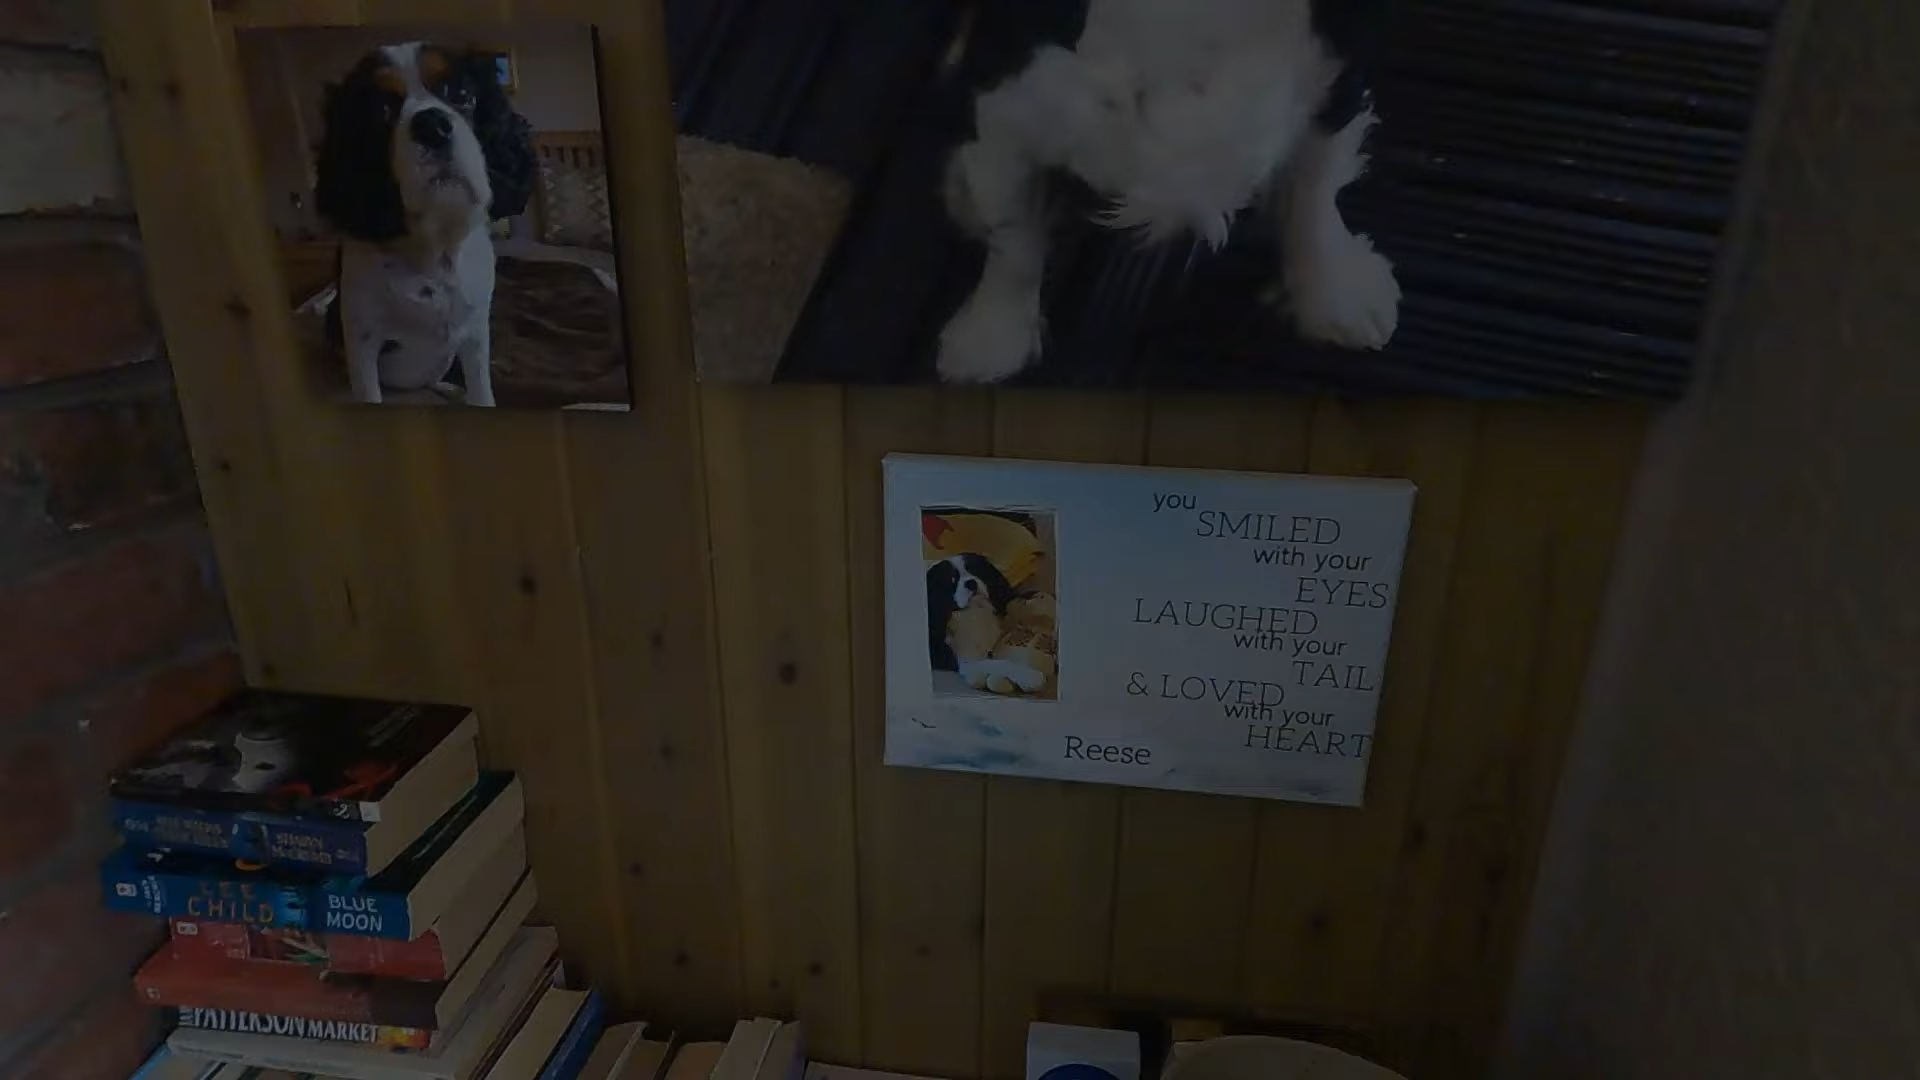 you
SMILED
with your
EYES
LAUGHED
with your
TAIL
& LOVED
with your
HEART
Reese
LEE
CHILD
BLUE
MOON
PATTERSON MARKET